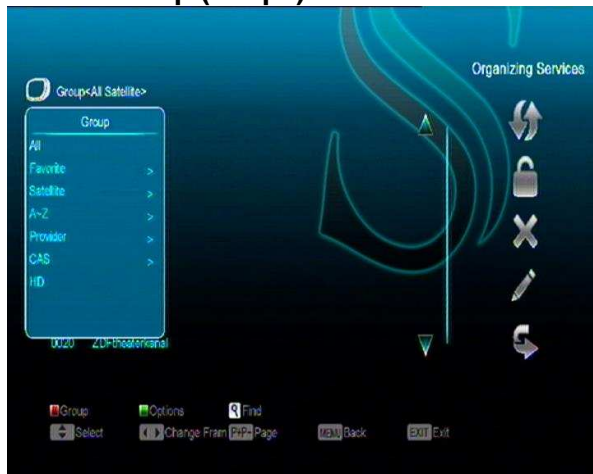 Organizing Services
Group<All Satellite>
Group
All
Favorite >
Satellite >
A~Z >
Provider >
CAS >
HD
0020 ZDFtheaterkanal
Group Options Find
Select Change Fram P+P- Page MENU Back EXIT Exit